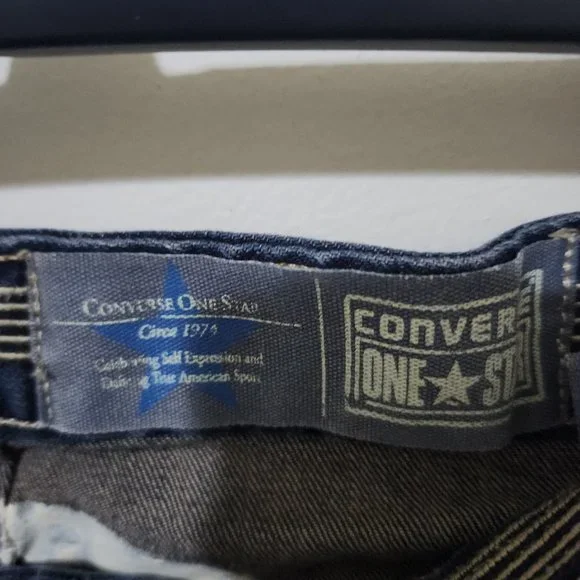 CONVERSE ONE STAR
Circa 1974
Celebrating Self Expression and
True American Sport
CONVERSE
ONE★STAR